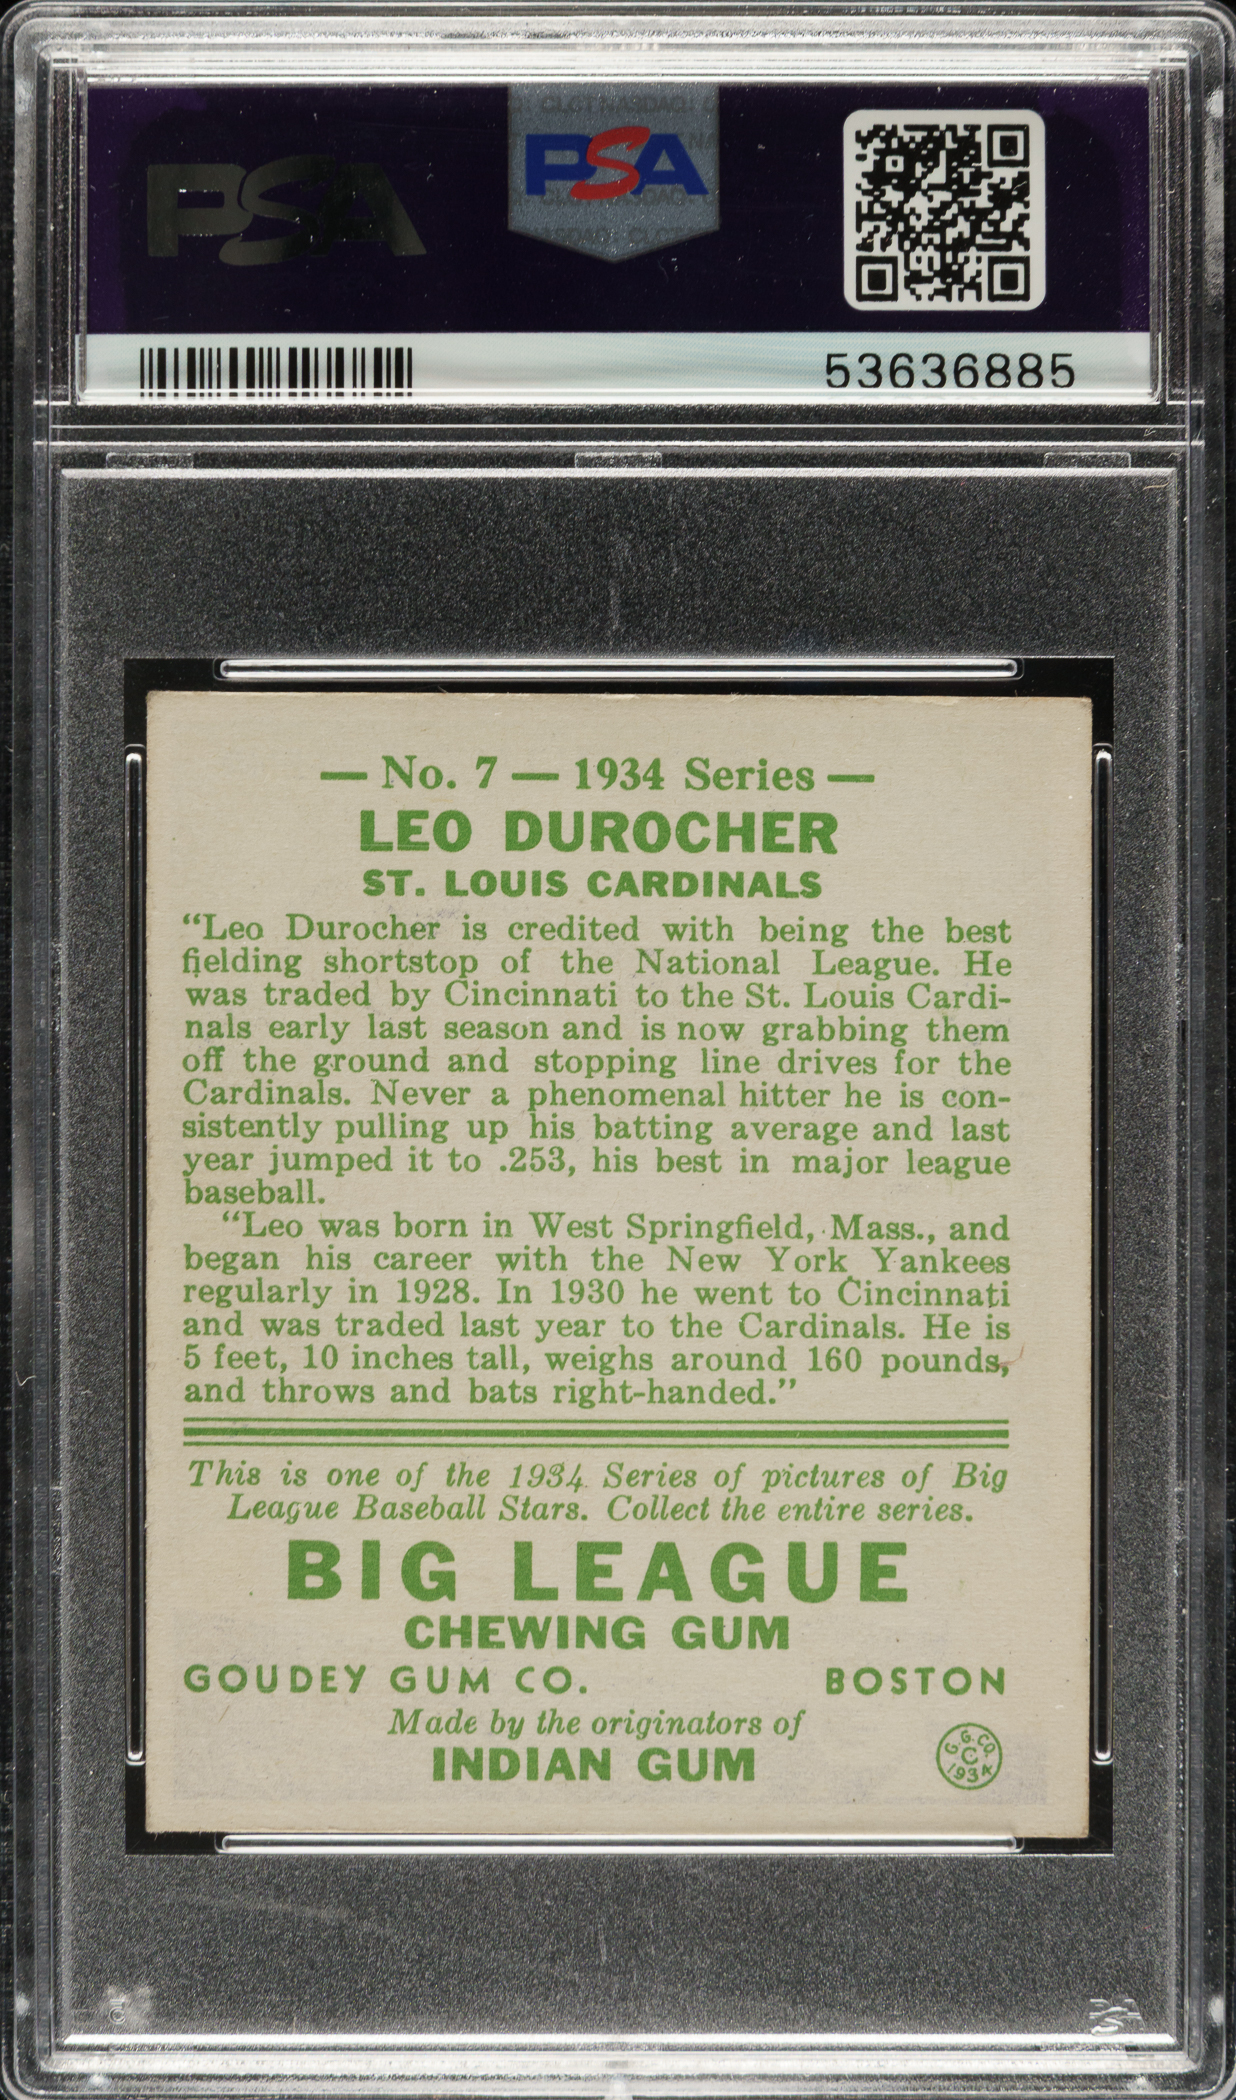 PSA
PSA
53636885
— No. 7 — 1934 Series —
LEO DUROCHER
ST. LOUIS CARDINALS
“Leo Durocher is credited with being the best
fielding shortstop of the National League. He
was traded by Cincinnati to the St. Louis Cardi-
nals early last season and is now grabbing them
off the ground and stopping line drives for the
Cardinals. Never a phenomenal hitter he is con-
sistently pulling up his batting average and last
year jumped it to .253, his best in major league
baseball.
“Leo was born in West Springfield, Mass., and
began his career with the New York Yankees
regularly in 1928. In 1930 he went to Cincinnati
and was traded last year to the Cardinals. He is
5 feet, 10 inches tall, weighs around 160 pounds,
and throws and bats right-handed.”
This is one of the 1934 Series of pictures of Big
League Baseball Stars. Collect the entire series.
BIG LEAGUE
CHEWING GUM
GOUDEY GUM CO. BOSTON
Made by the originators of
INDIAN GUM
G. G. CO.
C
1934